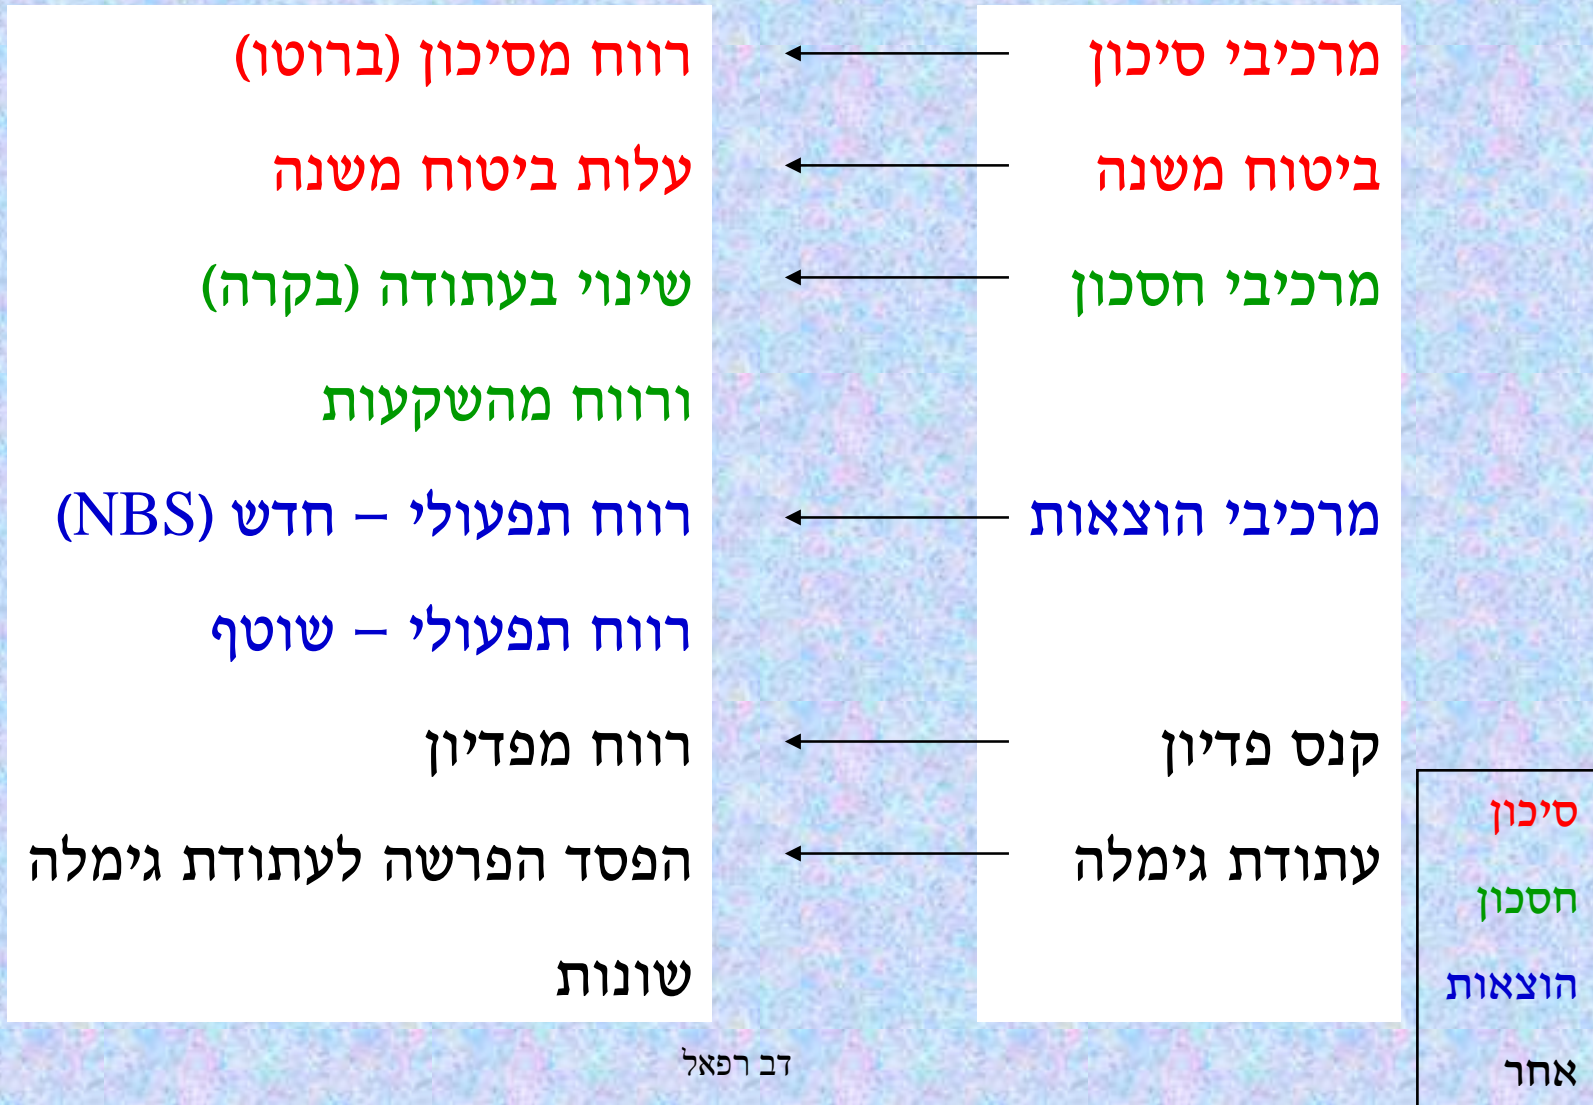 מרכיבי סיכון
רווח מסיכון (ברוטו)
ביטוח משנה
עלות ביטוח משנה
מרכיבי חסכון
שינוי בעתודה (בקרה)
ורווח מהשקעות
מרכיבי הוצאות
רווח תפעולי – חדש (NBS)
רווח תפעולי – שוטף
קנס פדיון
רווח מפדיון
עתודת גימלה
הפסד הפרשה לעתודת גימלה
שונות
סיכון
חסכון
הוצאות
אחר
דב רפאל